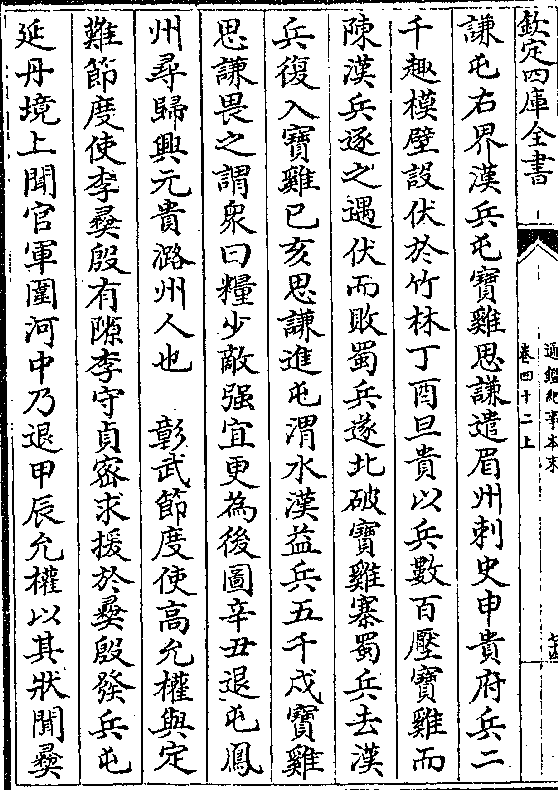 欽定四庫全書
通鑑紀事本末
卷四十二上
謙屯右界漢兵屯寶雞思謙遣眉州刺史申貴府兵二
千趣模壁設伏於竹林丁酉旦貴以兵數百壓寶雞而
陳漢兵逐之遇伏而敗蜀兵遂北破寶雞寨蜀兵去漢
兵復入寶雞已亥思謙進屯渭水漢益兵五千戍寶雞
思謙畏之謂衆曰糧少敵强宜更為後圖辛丑退屯鳳
州尋歸興元貴潞州人也　彰武節度使高允權與定
難節度使李彝殷有隙李守貞密求援於彝殷發兵屯
延丹境上聞官軍圍河中乃退甲辰允權以其狀聞彝